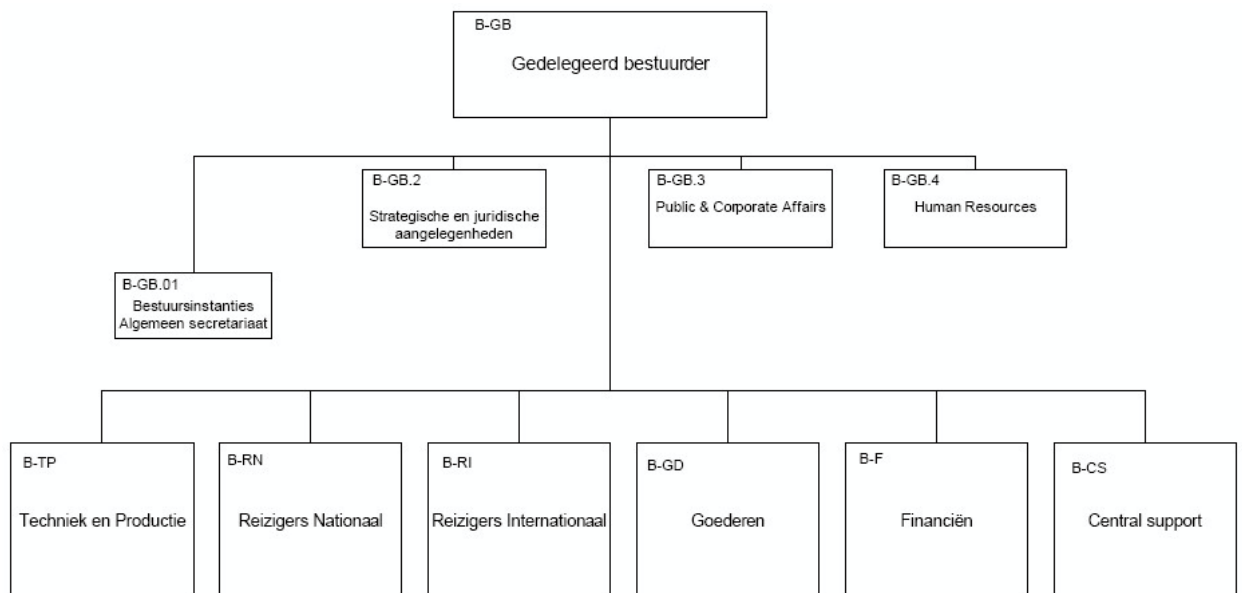 B-GB
Gedelegeerd bestuurder
B-GB.2
Strategische en juridische
aangelegenheden
B-GB.3
Public & Corporate Affairs
B-GB.4
Human Resources
B-GB.01
Bestuursinstanties
Algemeen secretariaat
B-TP
Techniek en Productie
B-RN
Reizigers Nationaal
B-RI
Reizigers Internationaal
B-GD
Goederen
B-F
Financiën
B-CS
Central support